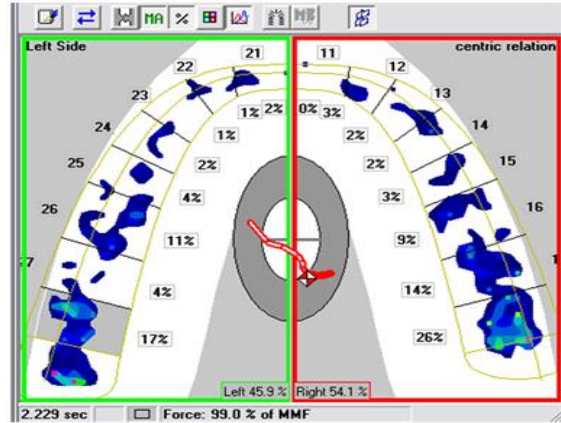 MA %
Left Side
centric relation
21 11
22 12
23 13
24 14
25 15
26 16
1% 2% 0% 3%
1% 2%
2% 2%
4% 3%
11% 9%
4% 14%
17% 26%
Left 45.9 % Right 54.1 %
2.229 sec Force: 99.0 % of MMF